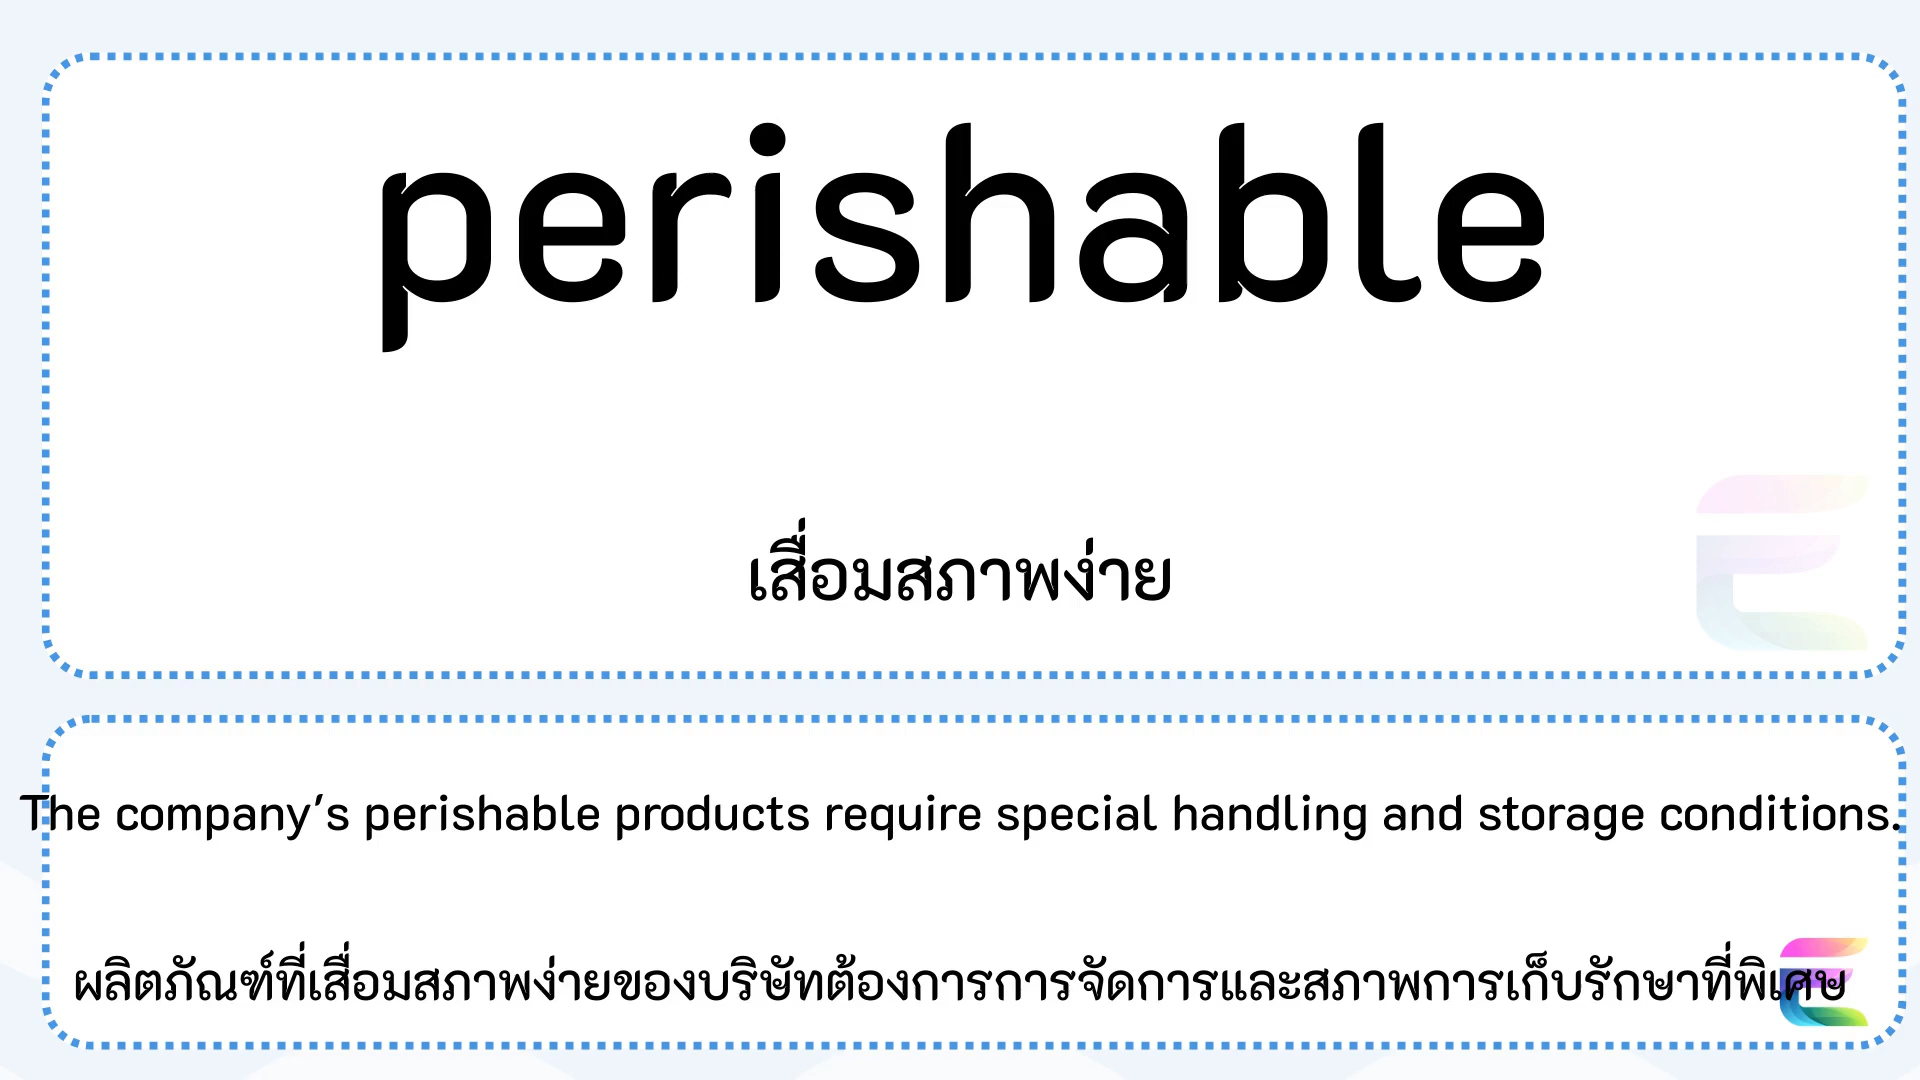 perishable
เสื่อมสภาพง่าย
The company's perishable products require special handling and storage conditions.
ผลิตภัณฑ์ที่เสื่อมสภาพง่ายของบริษัทต้องการการจัดการและสภาพการเก็บรักษาที่พิเศษ